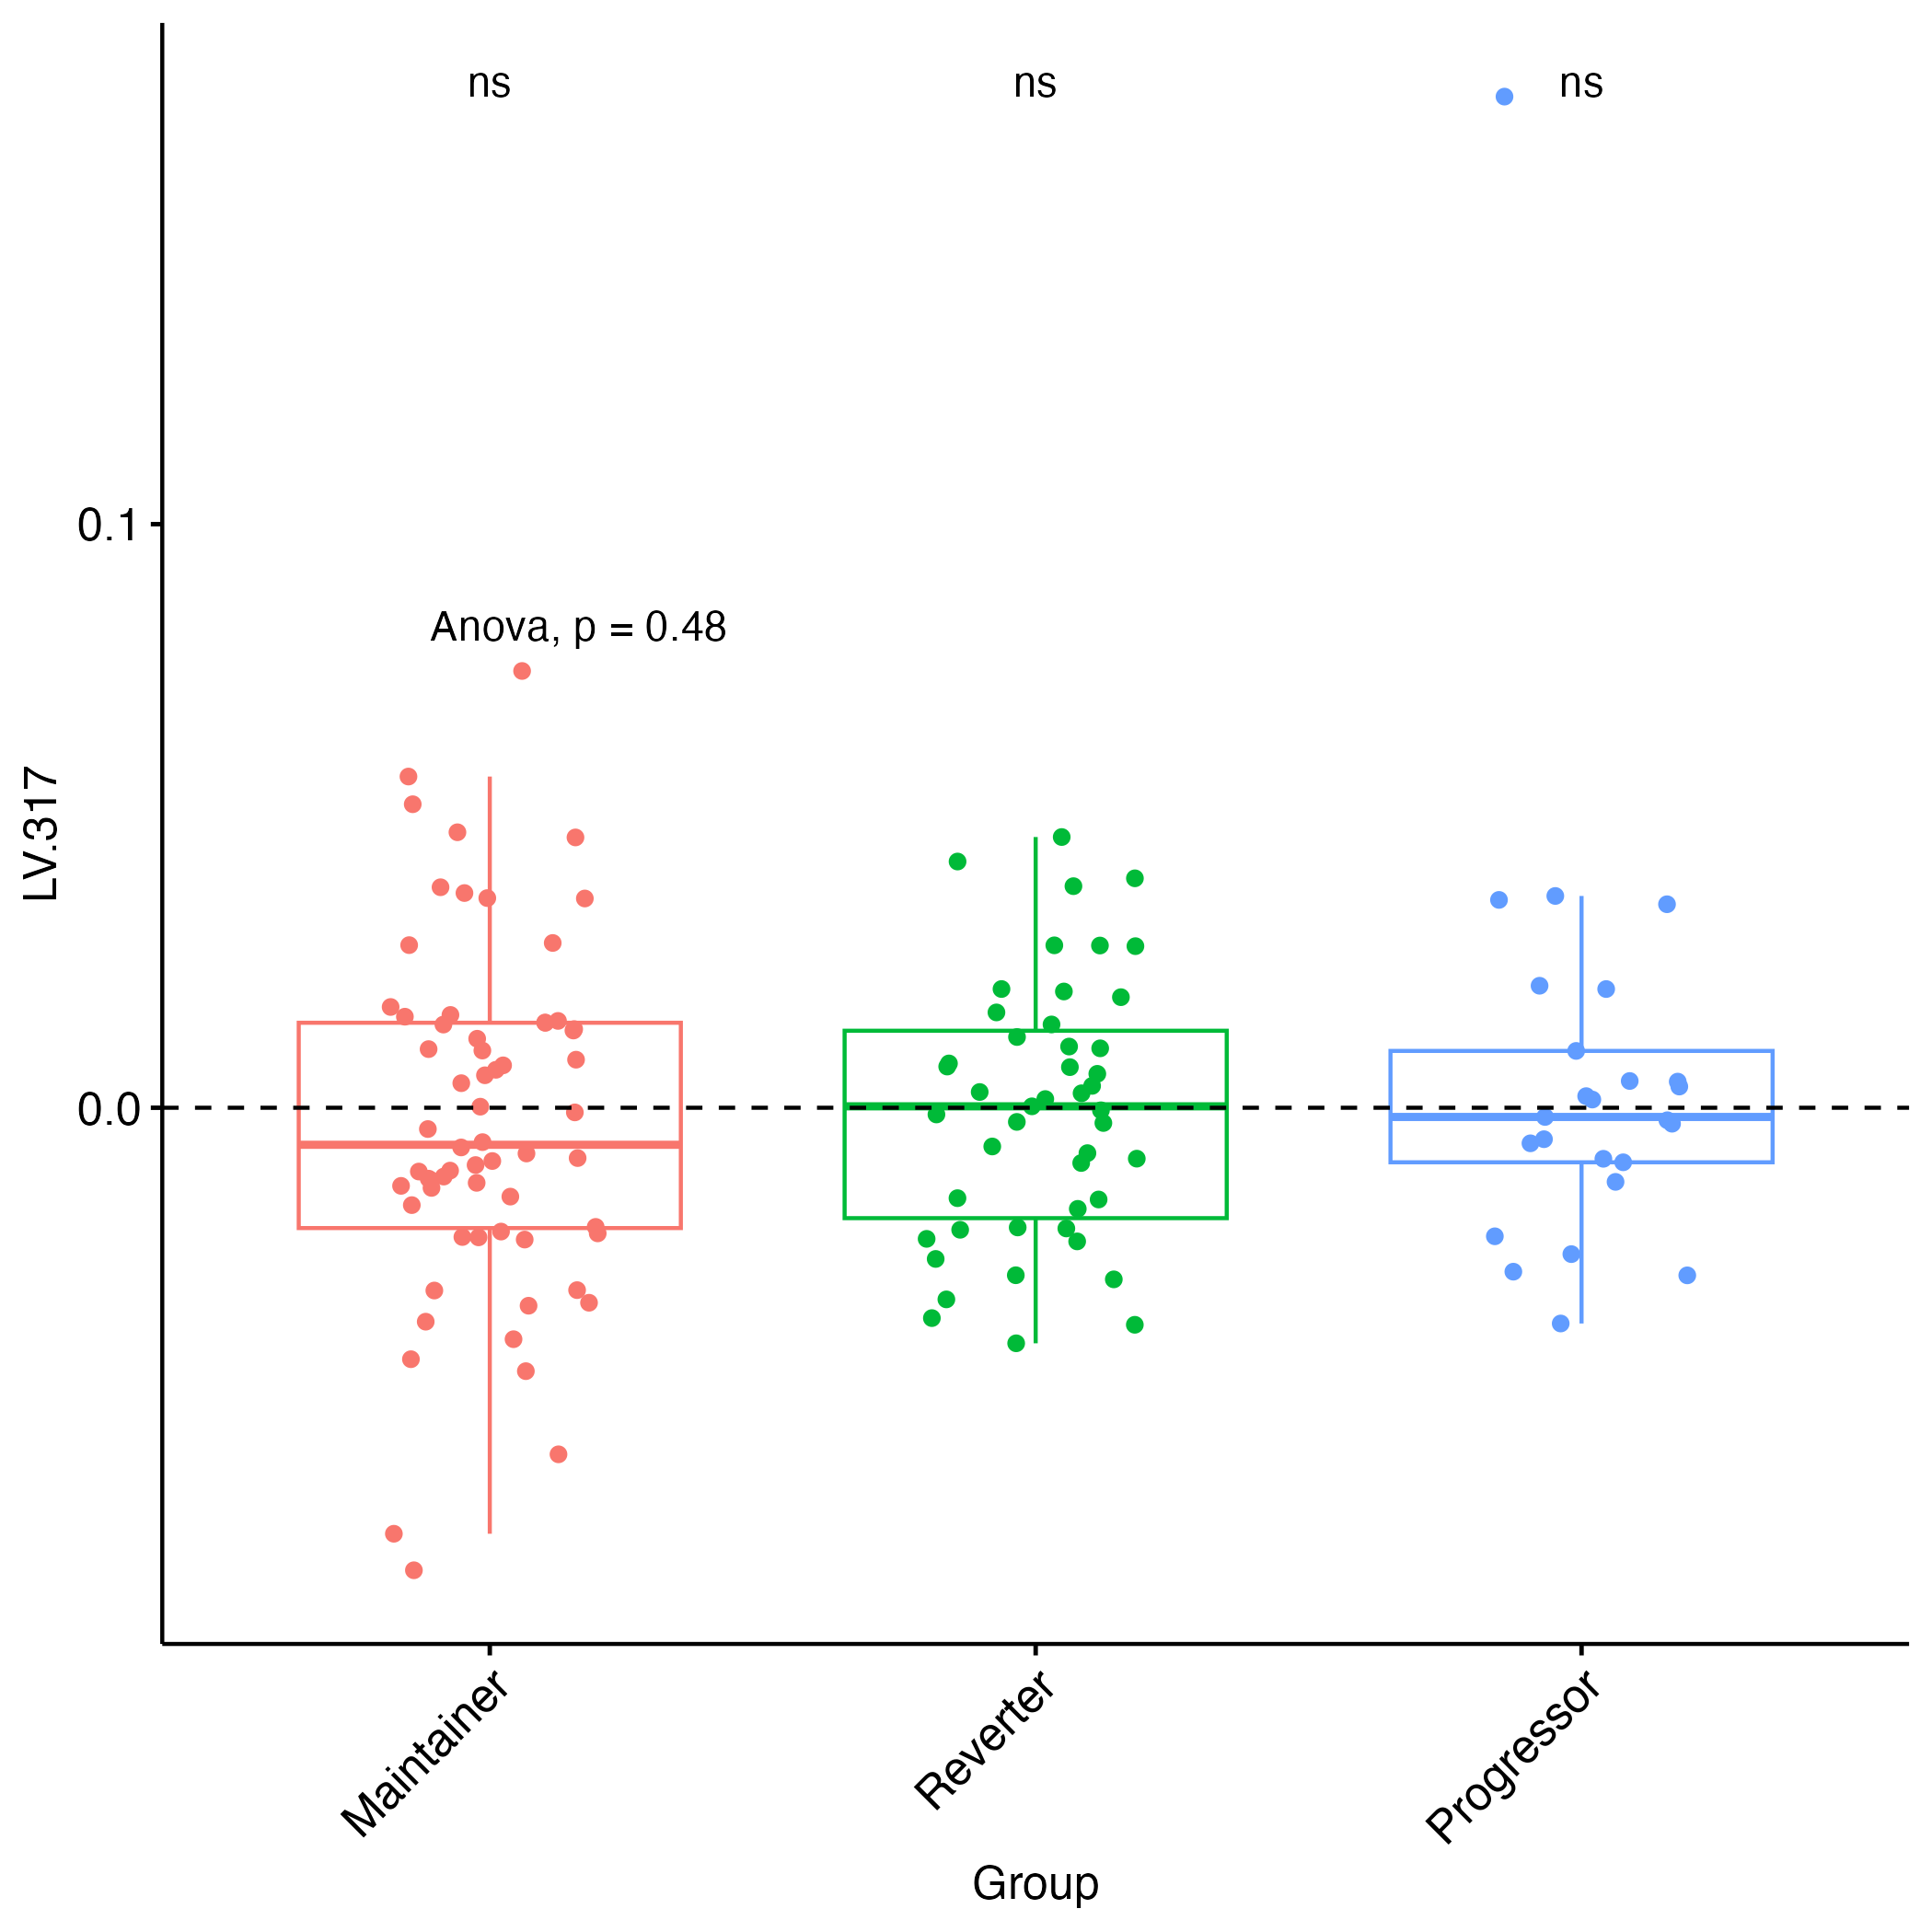 ns ns ns
0.1
Anova, p = 0.48
LV.317
0.0
Maintainer Reverter Progressor
Group